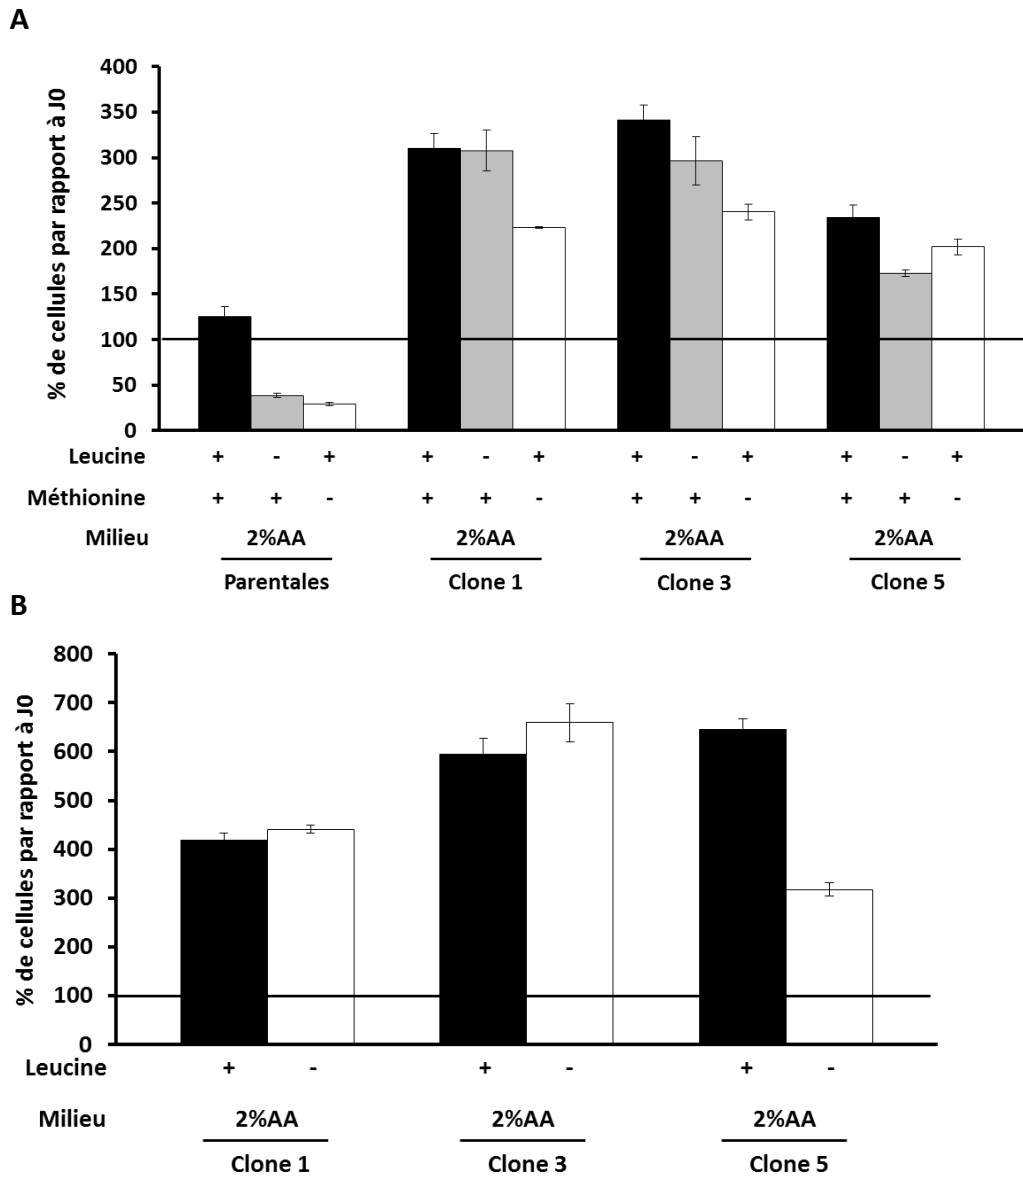 A
% de cellules par rapport à J0
400
350
300
250
200
150
100
50
0
Leucine + - + + - + + - + + - +
Méthionine + + - + + - + + - + + -
Milieu 2%AA 2%AA 2%AA 2%AA
Parentales Clone 1 Clone 3 Clone 5
B
% de cellules par rapport à J0
800
700
600
500
400
300
200
100
0
Leucine + - + - + -
Milieu 2%AA 2%AA 2%AA
Clone 1 Clone 3 Clone 5